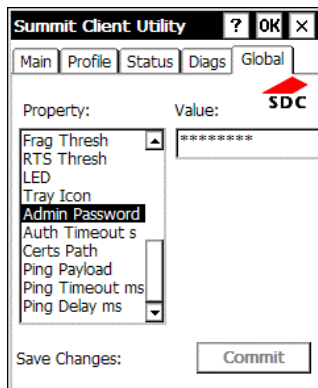 Summit Client Utility ? OK ×
Main Profile Status Diags Global
SDC
Property: Value:
Frag Thresh ********
RTS Thresh
LED
Tray Icon
Admin Password
Auth Timeout s
Certs Path
Ping Payload
Ping Timeout ms
Ping Delay ms
Save Changes: Commit